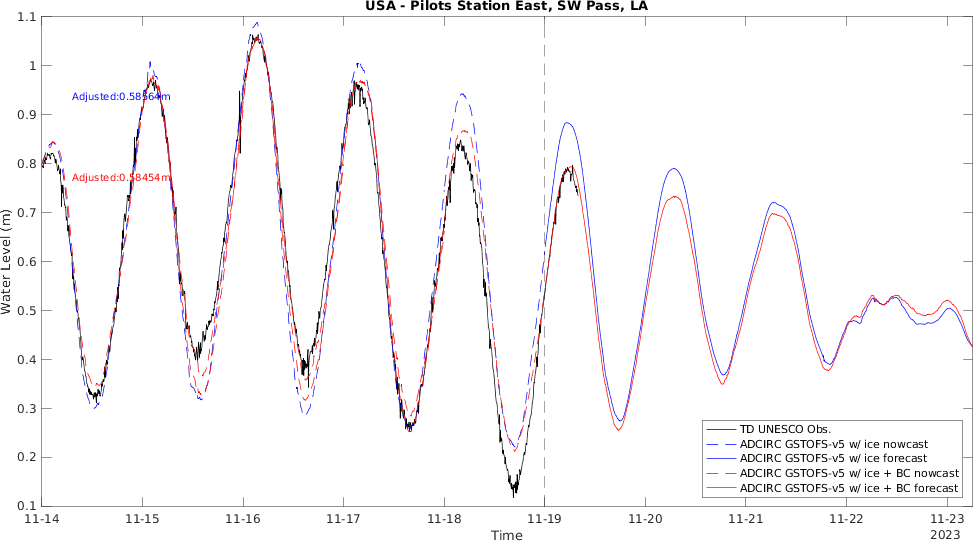 USA - Pilots Station East, SW Pass, LA
1.1
1
0.9
0.8
0.7
0.6
0.5
0.4
0.3
0.2
0.1
Water Level (m)
Adjusted:0.58564m
Adjusted:0.58454m
TD UNESCO Obs.
ADCIRC GSTOFS-v5 w/ ice nowcast
ADCIRC GSTOFS-v5 w/ ice forecast
ADCIRC GSTOFS-v5 w/ ice + BC nowcast
ADCIRC GSTOFS-v5 w/ ice + BC forecast
11-14 11-15 11-16 11-17 11-18 11-19 11-20 11-21 11-22 11-23
2023
Time